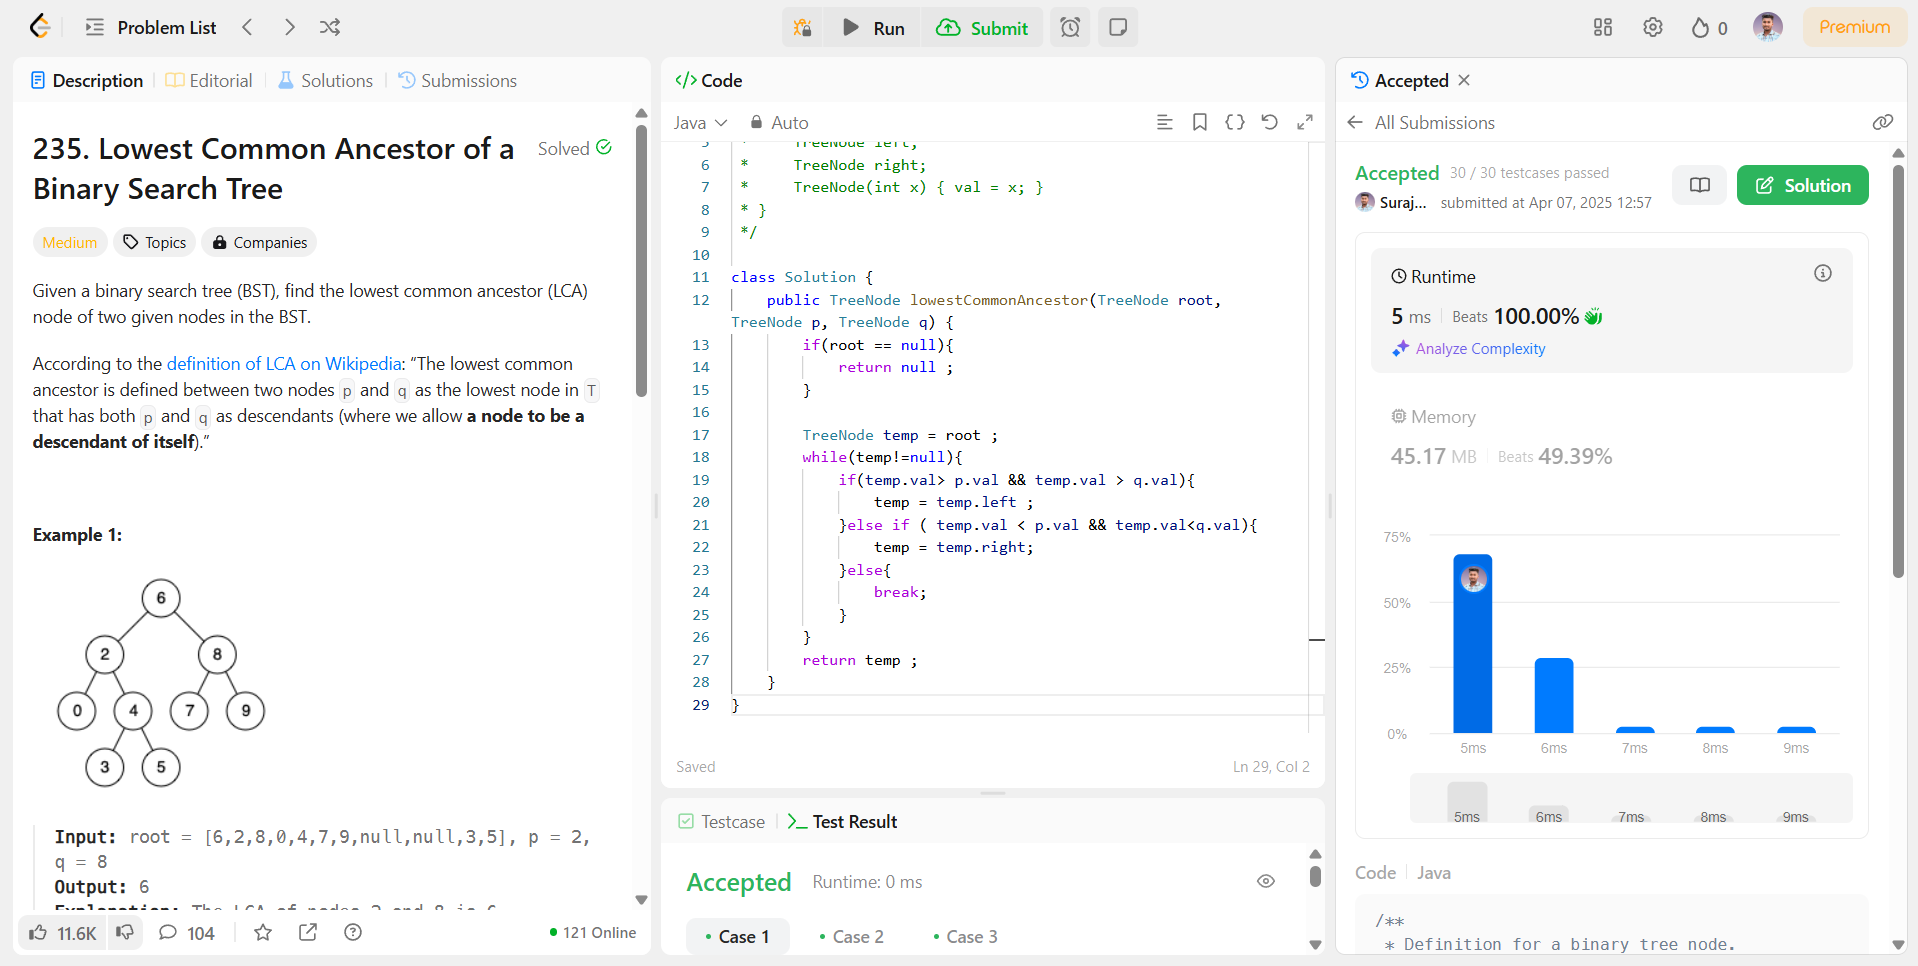 Problem List
Run
Submit
0
Premium
Description
Editorial
Solutions
Submissions
235. Lowest Common Ancestor of a
Binary Search Tree
Solved
Medium
Topics
Companies
Given a binary search tree (BST), find the lowest common ancestor (LCA)
node of two given nodes in the BST.
According to the definition of LCA on Wikipedia: “The lowest common
ancestor is defined between two nodes p and q as the lowest node in T
that has both p and q as descendants (where we allow a node to be a
descendant of itself).”
Example 1:
6
2 8
0 4 7 9
3 5
Input: root = [6,2,8,0,4,7,9,null,null,3,5], p = 2,
q = 8
Output: 6
Explanation: The LCA of nodes 2 and 8 is 6
11.6K
104
121 Online
Code
Java
Auto
5 * TreeNode left;
6 * TreeNode right;
7 * TreeNode(int x) { val = x; }
8 * }
9 */
10
11 class Solution {
12 public TreeNode lowestCommonAncestor(TreeNode root,
TreeNode p, TreeNode q) {
13 if(root == null){
14 return null ;
15 }
16
17 TreeNode temp = root ;
18 while(temp!=null){
19 if(temp.val> p.val && temp.val > q.val){
20 temp = temp.left ;
21 }else if ( temp.val < p.val && temp.val<q.val){
22 temp = temp.right;
23 }else{
24 break;
25 }
26 }
27 return temp ;
28 }
29 }
Saved
Ln 29, Col 2
Testcase
Test Result
Accepted
Runtime: 0 ms
Case 1
Case 2
Case 3
Accepted
All Submissions
Accepted
30 / 30 testcases passed
Suraj...
submitted at Apr 07, 2025 12:57
Solution
Runtime
5 ms
Beats 100.00%
Analyze Complexity
Memory
45.17 MB
Beats 49.39%
75%
50%
25%
0%
5ms 6ms 7ms 8ms 9ms
5ms 6ms 7ms 8ms 9ms
Code
Java
/**
* Definition for a binary tree node.